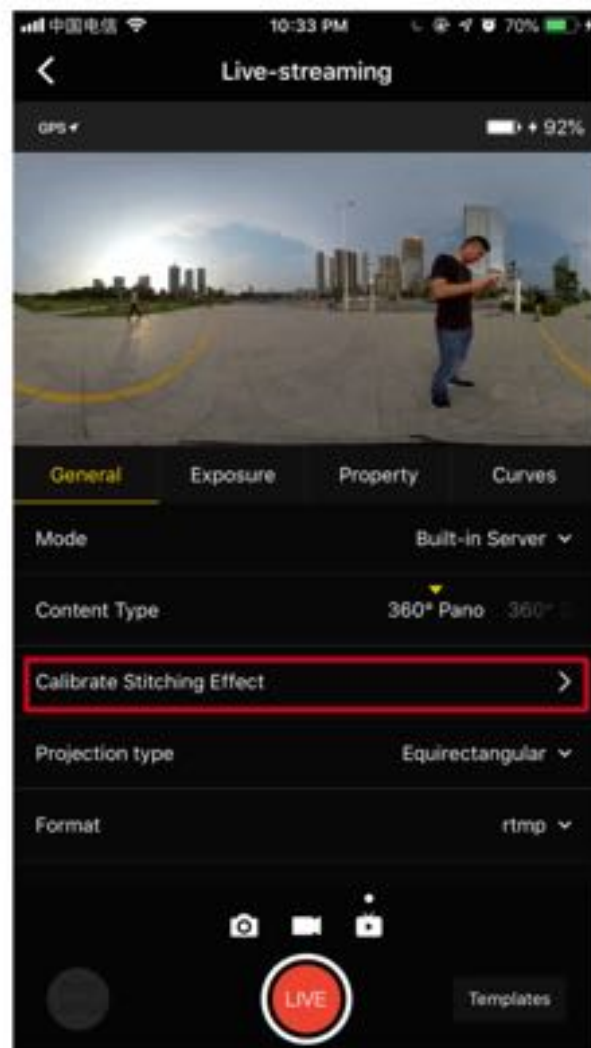 中国电信 10:33 PM 70%
Live-streaming
GPS 92%
General Exposure Property Curves
Mode Built-in Server
Content Type 360° Pano 360°
Calibrate Stitching Effect
Projection type Equirectangular
Format rtmp
LIVE Templates